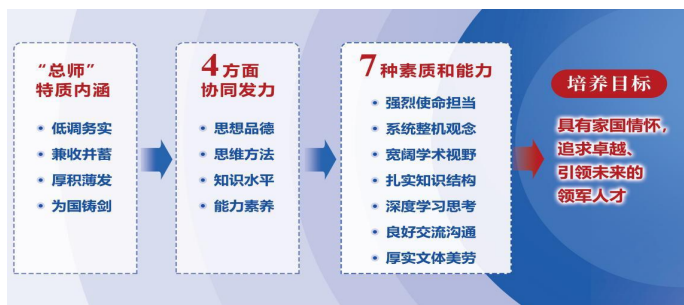 “总师”
特质内涵
低调务实
兼收并蓄
厚积薄发
为国铸剑
4方面
协同发力
思想品德
思维方法
知识水平
能力素养
7种素质和能力
强烈使命担当
系统整机观念
宽阔学术视野
扎实知识结构
深度学习思考
良好交流沟通
厚实文体美劳
培养目标
具有家国情怀，
追求卓越、
引领未来的
领军人才